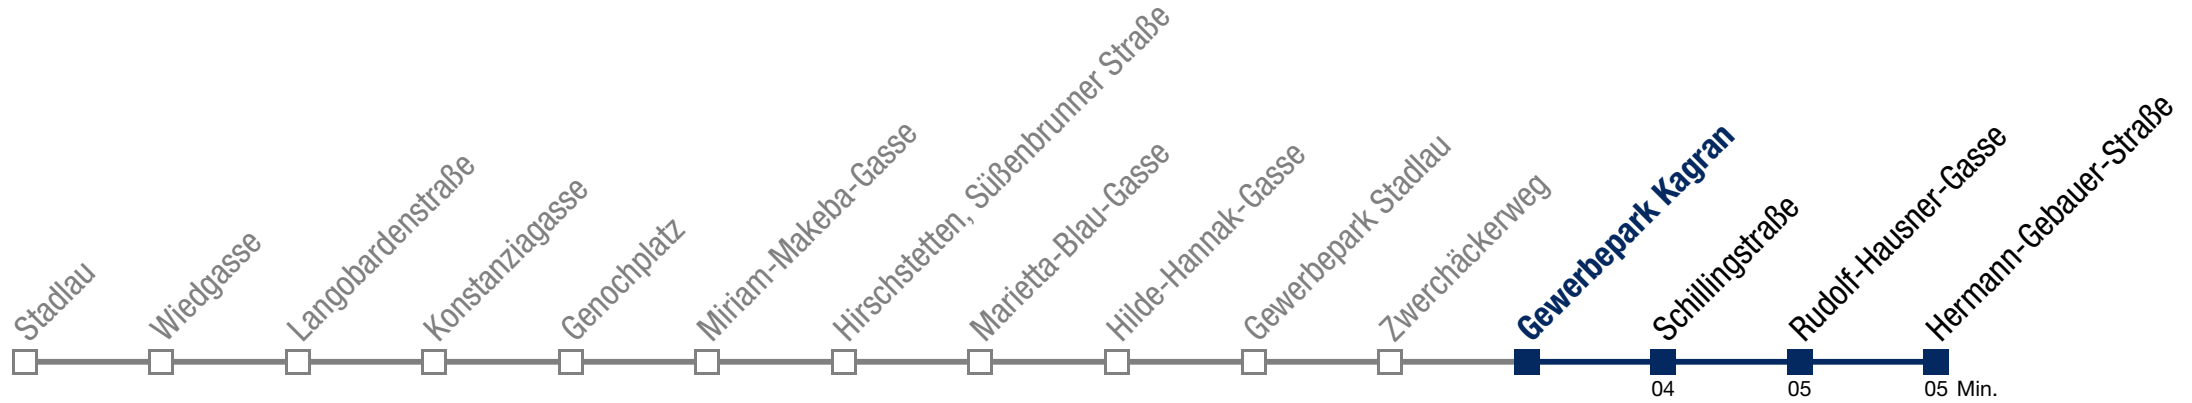 Stadlau
Wiedgasse
Langobardenstraße
Konstanziagasse
Genochplatz
Miriam-Makeba-Gasse
Hirschstetten, Süßenbrunner Straße
Marietta-Blau-Gasse
Hilde-Hannak-Gasse
Gewerbepark Stadlau
Zwerchäckerweg
Gewerbepark Kagran
Schillingstraße
Rudolf-Hausner-Gasse
Hermann-Gebauer-Straße
04 05 05 Min.